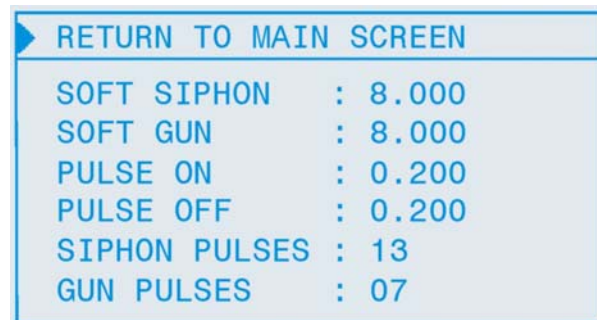 RETURN TO MAIN SCREEN
SOFT SIPHON : 8.000
SOFT GUN : 8.000
PULSE ON : 0.200
PULSE OFF : 0.200
SIPHON PULSES : 13
GUN PULSES : 07